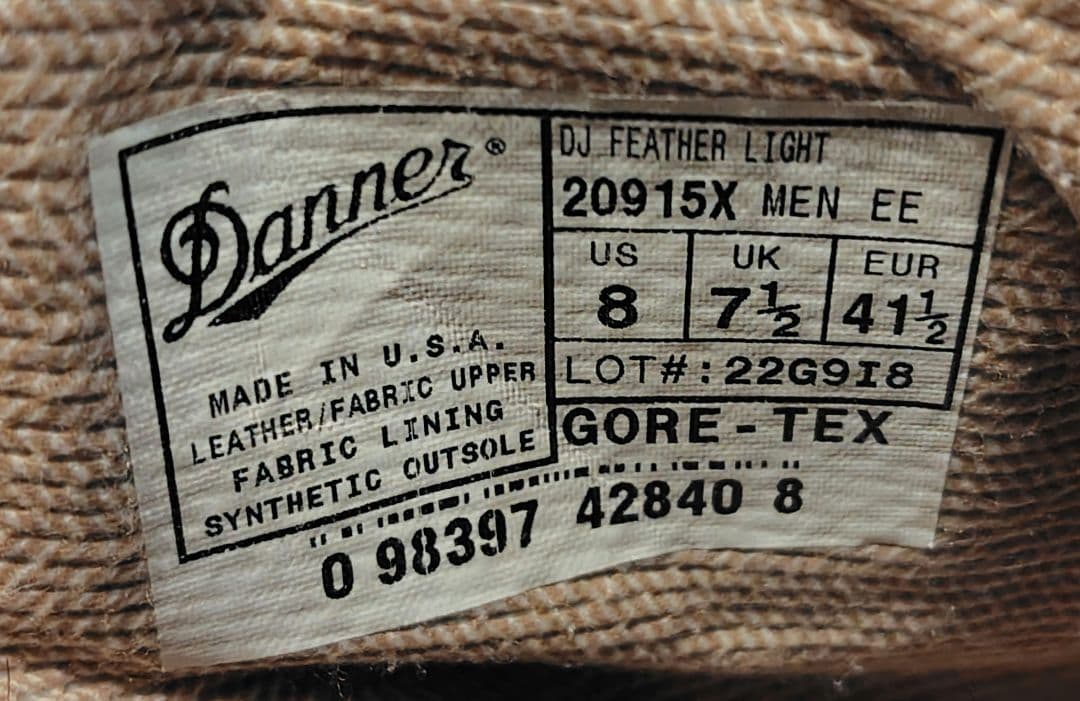 Danner®
MADE IN U.S.A.
LEATHER/FABRIC UPPER
FABRIC LINING
SYNTHETIC OUTSOLE
DJ FEATHER LIGHT
20915X MEN EE
US UK EUR
8 7½ 41½
LOT#:22G9I8
GORE-TEX
0 98397 42840 8